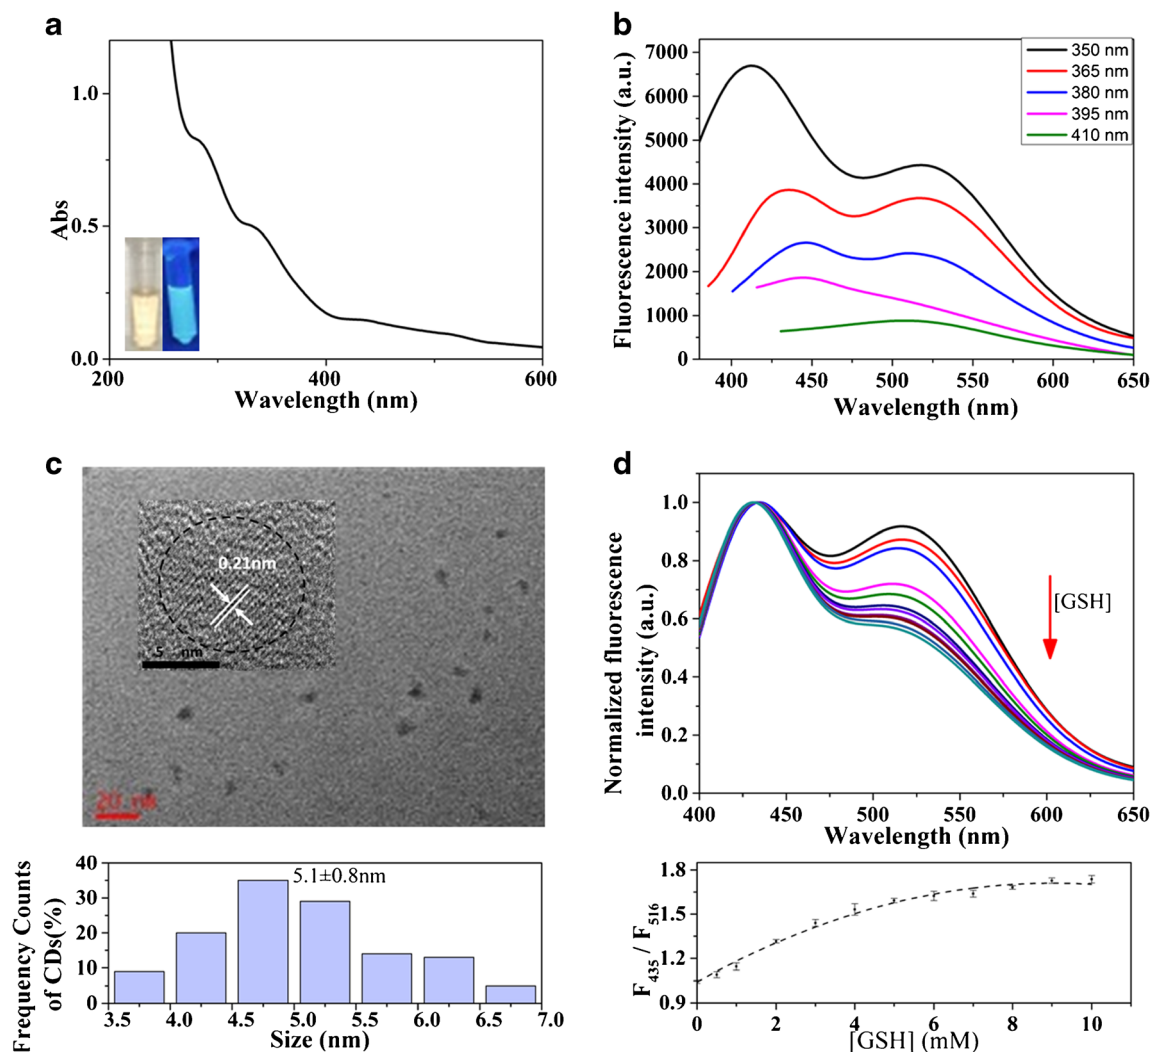 a
1.0
0.5
0.0
Abs
200
400
600
Wavelength (nm)
b
7000
6000
5000
4000
3000
2000
1000
0
Fluorescence intensity (a.u.)
350 nm
365 nm
380 nm
395 nm
410 nm
400
450
500
550
600
650
Wavelength (nm)
c
0.21nm
5 nm
40
30
20
10
0
Frequency Counts
of CDs(%)
5.1±0.8nm
3.5
4.0
4.5
5.0
5.5
6.0
6.5
7.0
Size (nm)
d
1.0
0.8
0.6
0.4
0.2
0.0
Normalized fluorescence
intensity (a.u.)
[GSH]
400
450
500
550
600
650
Wavelength (nm)
1.8
1.5
1.2
0.9
F435 / F516
0
2
4
6
8
10
[GSH] (mM)